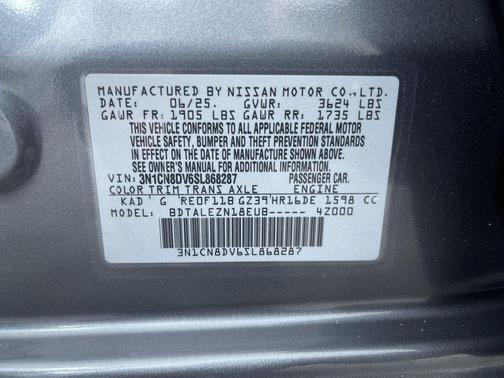 MANUFACTURED BY NISSAN MOTOR CO.,LTD.
DATE: 06/25. GVWR: 3624 LBS
GAWR FR: 1905 LBS GAWR RR: 1735 LBS
THIS VEHICLE CONFORMS TO ALL APPLICABLE FEDERAL MOTOR
VEHICLE SAFETY, BUMPER AND THEFT PREVENTION STANDARDS
IN EFFECT ON THE DATE OF MANUFACTURE SHOWN ABOVE.
SEE OWNER'S MANUAL FOR ADDITIONAL INFORMATION.
VIN: 3N1CN8DV6SL868287 PASSENGER CAR.
COLOR TRIM TRANS AXLE ENGINE
KAD G RE0F11B GZ39 HR16DE 1598 CC
MODEL: BDTALEZN18EU8----- 4Z000
3N1CN8DV6SL868287